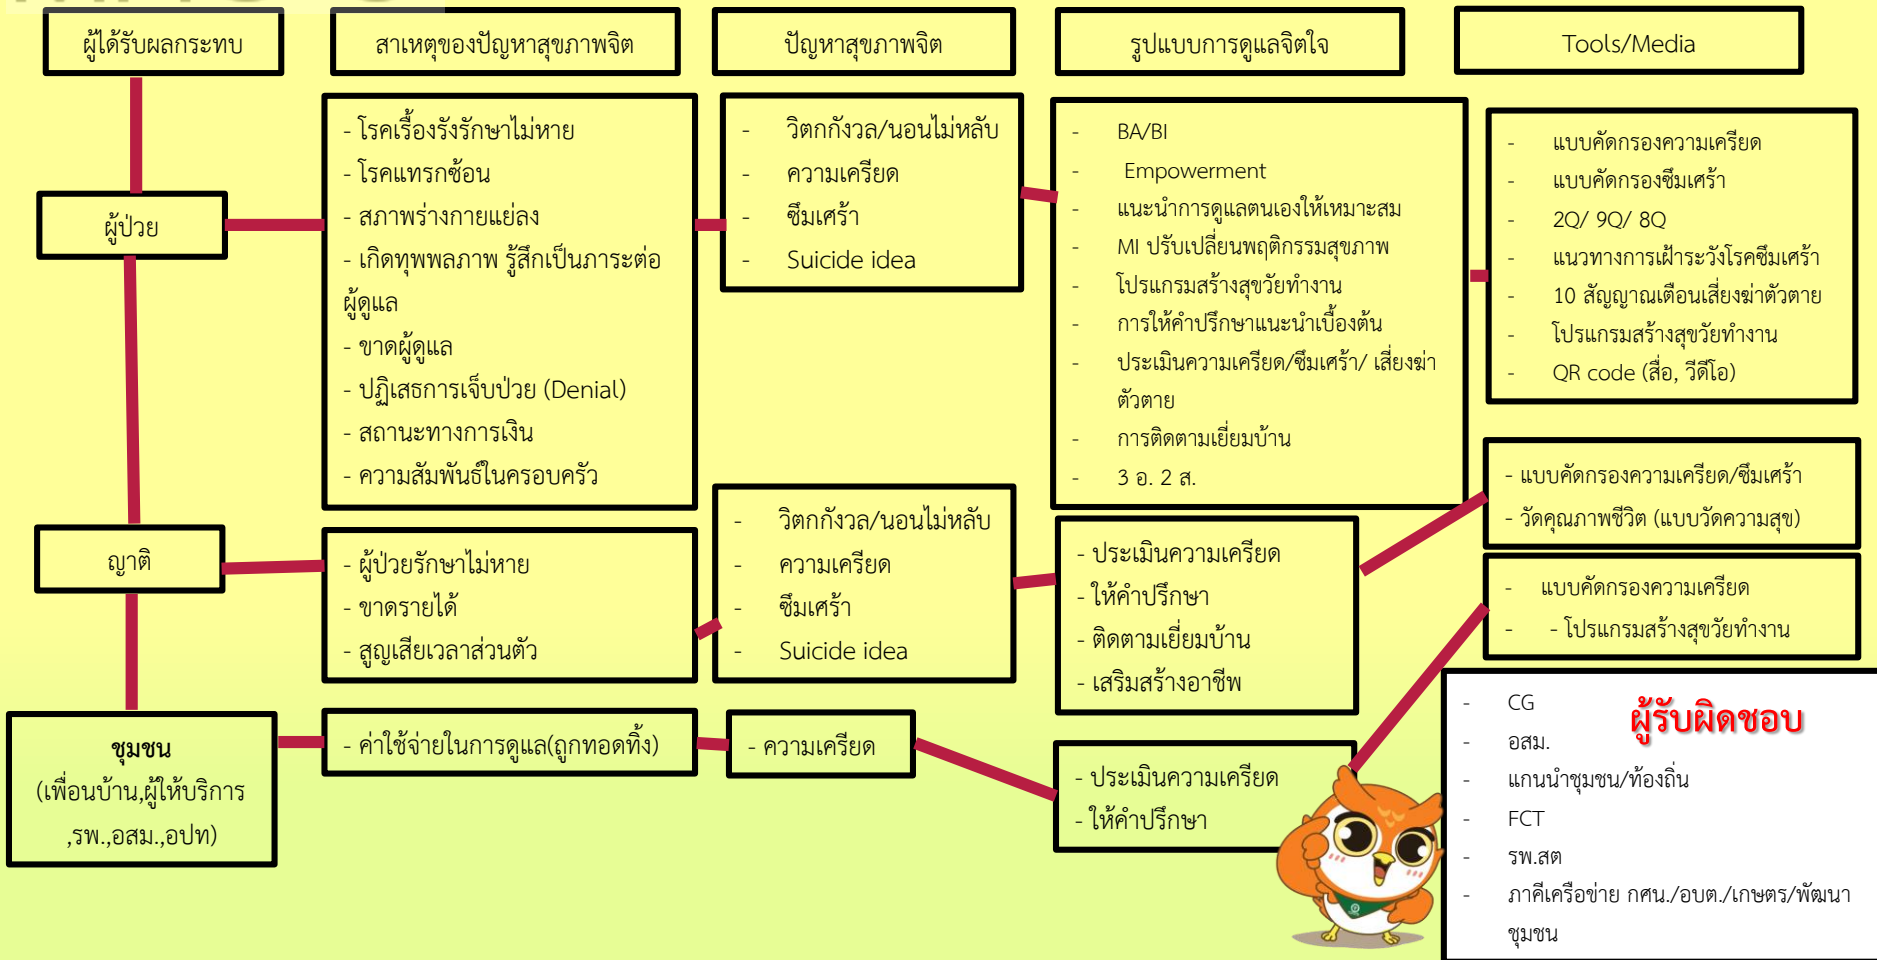 ผู้ได้รับผลกระทบ
สาเหตุของปัญหาสุขภาพจิต
ปัญหาสุขภาพจิต
รูปแบบการดูแลจิตใจ
Tools/Media
ผู้ป่วย
- โรคเรื้องรังรักษาไม่หาย
- โรคแทรกซ้อน
- สภาพร่างกายแย่ลง
- เกิดทุพพลภาพ รู้สึกเป็นภาระต่อ
ผู้ดูแล
- ขาดผู้ดูแล
- ปฏิเสธการเจ็บป่วย (Denial)
- สถานะทางการเงิน
- ความสัมพันธ์ในครอบครัว
- วิตกกังวล/นอนไม่หลับ
- ความเครียด
- ซึมเศร้า
- Suicide idea
- BA/BI
- Empowerment
- แนะนำการดูแลตนเองให้เหมาะสม
- MI ปรับเปลี่ยนพฤติกรรมสุขภาพ
- โปรแกรมสร้างสุขวัยทำงาน
- การให้คำปรึกษาแนะนำเบื้องต้น
- ประเมินความเครียด/ซึมเศร้า/ เสี่ยงฆ่า
ตัวตาย
- การติดตามเยี่ยมบ้าน
- 3 อ. 2 ส.
- แบบคัดกรองความเครียด
- แบบคัดกรองซึมเศร้า
- 2Q/ 9Q/ 8Q
- แนวทางการเฝ้าระวังโรคซึมเศร้า
- 10 สัญญาณเตือนเสี่ยงฆ่าตัวตาย
- โปรแกรมสร้างสุขวัยทำงาน
- QR code (สื่อ, วีดีโอ)
ญาติ
- ผู้ป่วยรักษาไม่หาย
- ขาดรายได้
- สูญเสียเวลาส่วนตัว
- วิตกกังวล/นอนไม่หลับ
- ความเครียด
- ซึมเศร้า
- Suicide idea
- ประเมินความเครียด
- ให้คำปรึกษา
- ติดตามเยี่ยมบ้าน
- เสริมสร้างอาชีพ
- แบบคัดกรองความเครียด/ซึมเศร้า
- วัดคุณภาพชีวิต (แบบวัดความสุข)
ชุมชน
(เพื่อนบ้าน,ผู้ให้บริการ
,รพ.,อสม.,อปท)
- ค่าใช้จ่ายในการดูแล(ถูกทอดทิ้ง)
- ความเครียด
- ประเมินความเครียด
- ให้คำปรึกษา
- แบบคัดกรองความเครียด
- - โปรแกรมสร้างสุขวัยทำงาน
ผู้รับผิดชอบ
- CG
- อสม.
- แกนนำชุมชน/ท้องถิ่น
- FCT
- รพ.สต
- ภาคีเครือข่าย กศน./อบต./เกษตร/พัฒนา
ชุมชน